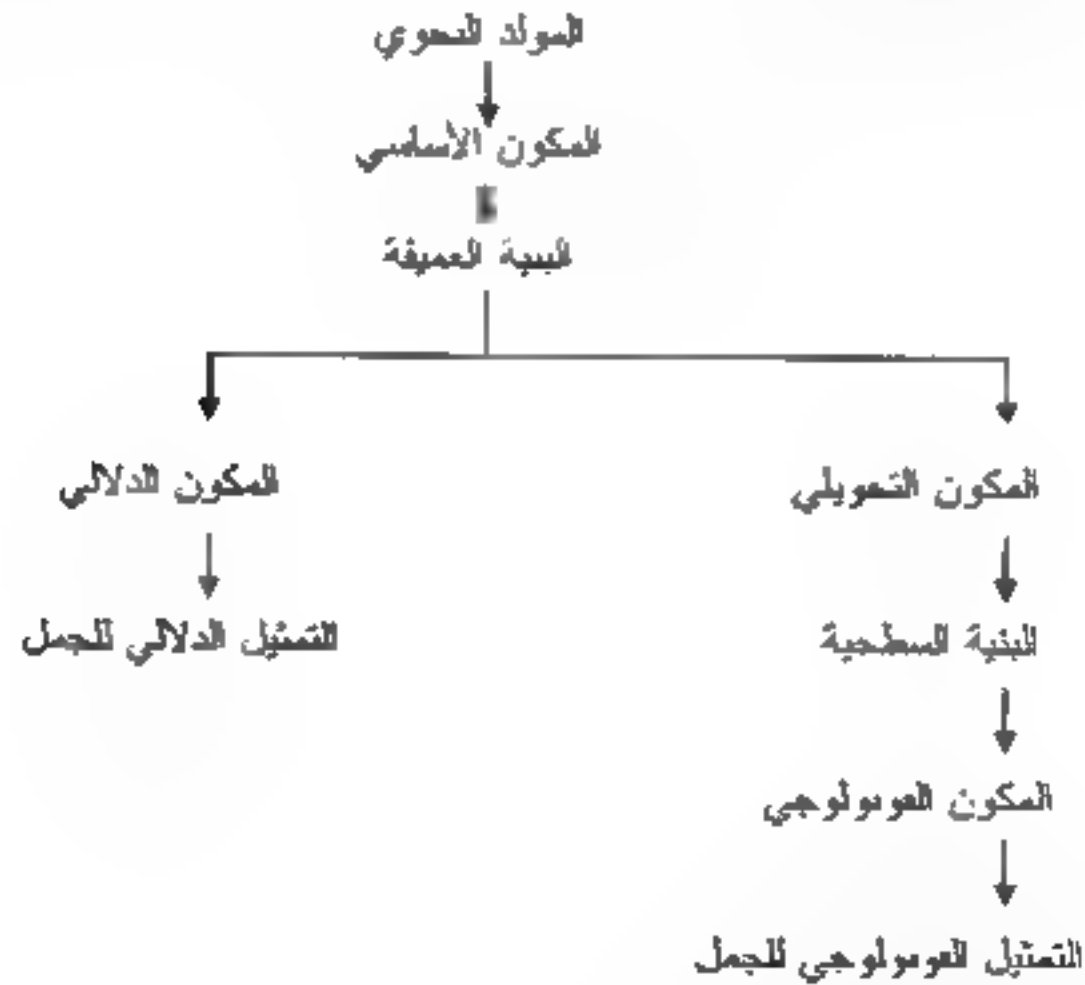 المولد النحوي
المكون الأساسي
البنية العميقة
المكون التحويلي
المكون الدلالي
البنية السطحية
التمثيل الدلالي للجمل
المكون الفونولوجي
التمثيل الفونولوجي للجمل